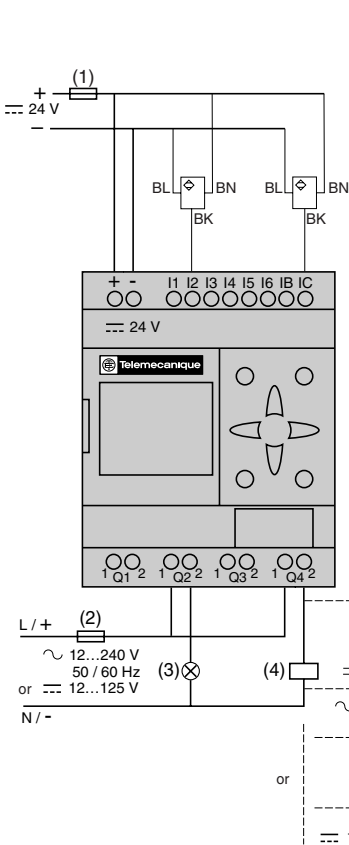 (1)
+
⎓ 24 V
–
BL BN BL BN
BK BK
+ - I1 I2 I3 I4 I5 I6 IB IC
⎓ 24 V
Telemecanique
1 Q1 2 1 Q2 2 1 Q3 2 1 Q4 2
L / + (2)
∼ 12...240 V
50 / 60 Hz (3) (4)
or ⎓ 12...125 V
N / -
or